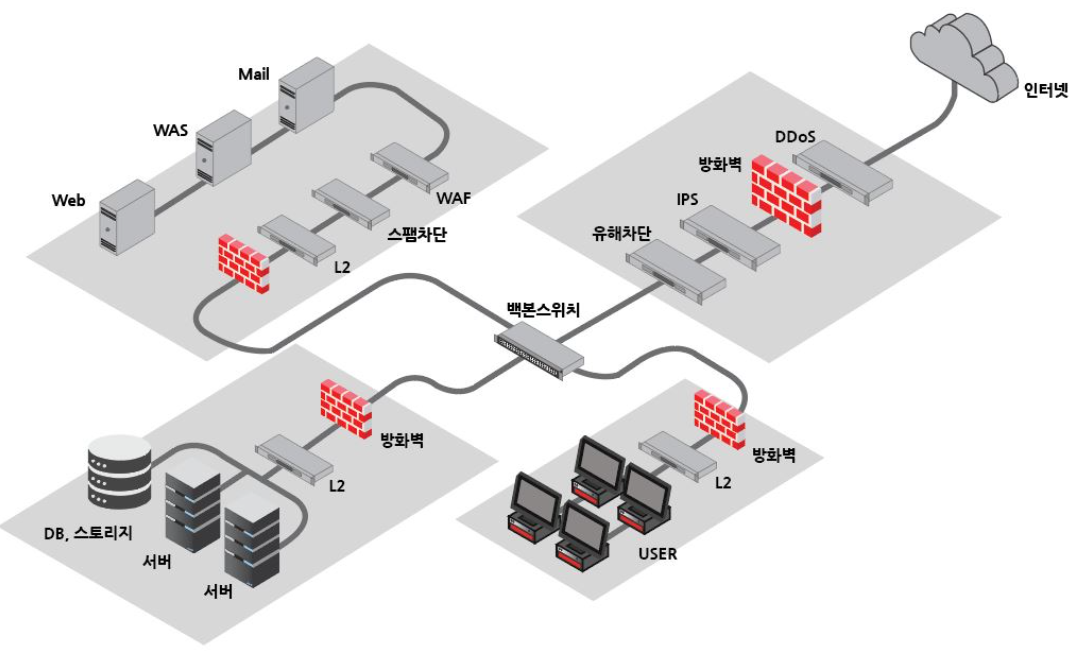 Mail
WAS
Web
WAF
스팸차단
L2
인터넷
DDoS
방화벽
IPS
유해차단
백본스위치
방화벽
L2
DB, 스토리지
서버
서버
방화벽
L2
USER